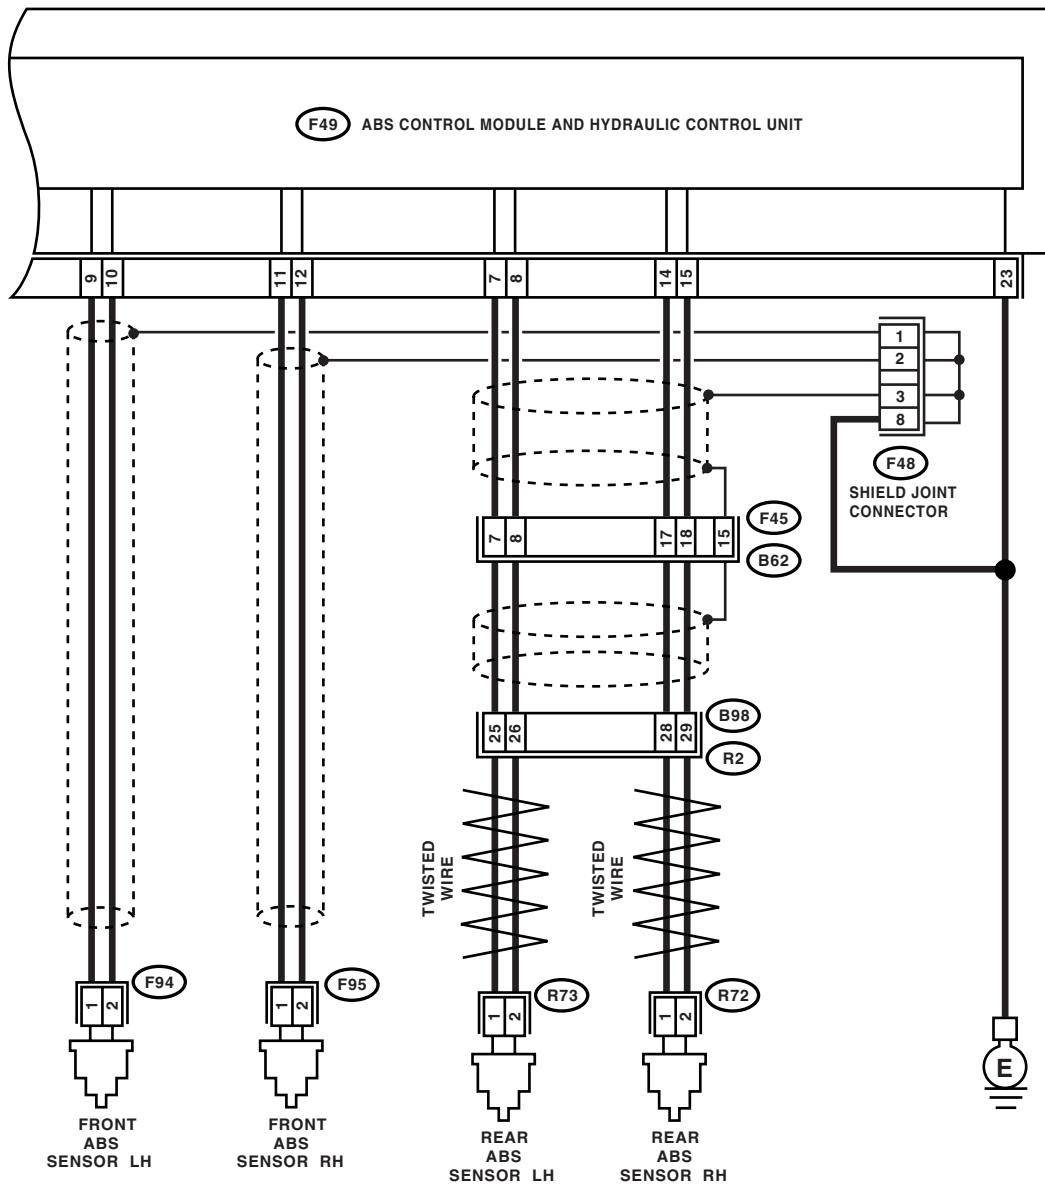 F49 ABS CONTROL MODULE AND HYDRAULIC CONTROL UNIT
9 10 11 12 7 8 14 15 23
1
2
3
8
F48
SHIELD JOINT
CONNECTOR
F45
7 8 17 18 15
B62
B98
25 26 28 29
R2
TWISTED
WIRE
TWISTED
WIRE
F94
F95
R73
R72
1 2
1 2
1 2
1 2
E
FRONT
ABS
SENSOR LH
FRONT
ABS
SENSOR RH
REAR
ABS
SENSOR LH
REAR
ABS
SENSOR RH